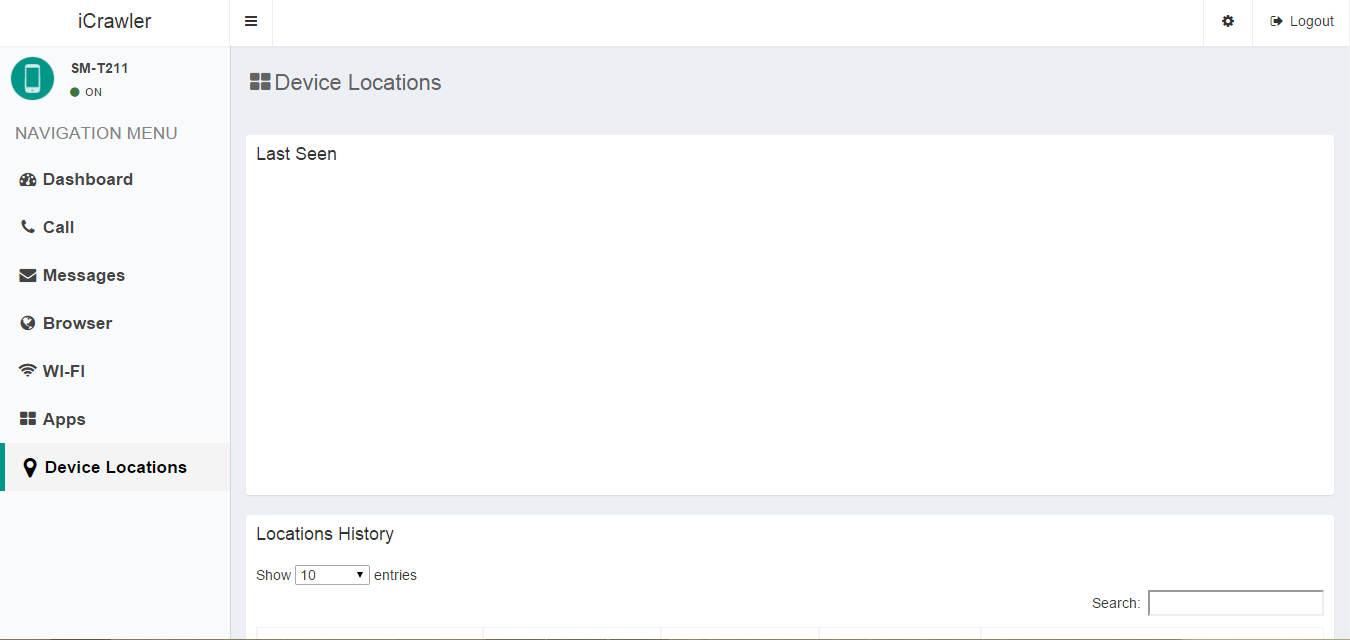 iCrawler
Logout
SM-T211
ON
NAVIGATION MENU
Dashboard
Call
Messages
Browser
WI-FI
Apps
Device Locations
Device Locations
Last Seen
Locations History
Show 10 entries
Search: